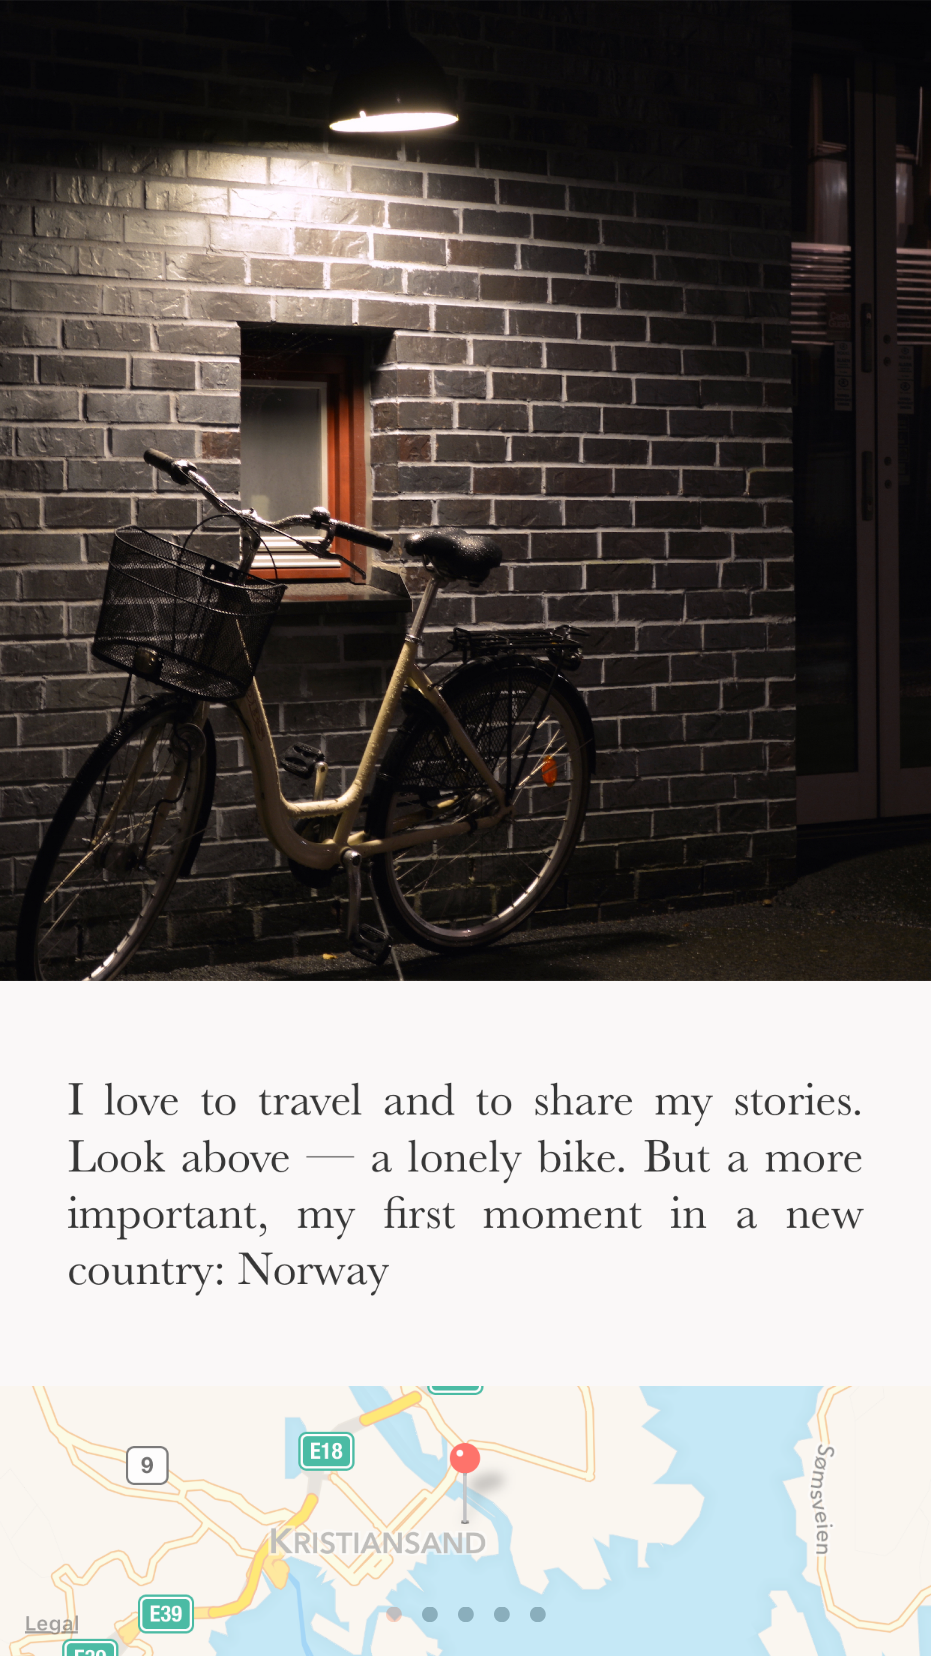 I love to travel and to share my stories.
Look above — a lonely bike. But a more
important, my first moment in a new
country: Norway
E18
9
Sømsveien
KRISTIANSAND
E39
Legal